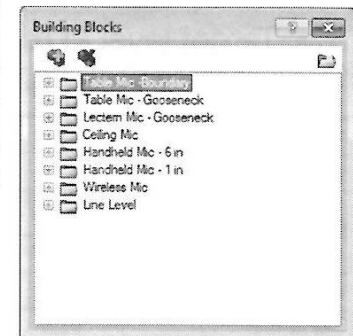 Building Blocks
Table Mic - Boundary
Table Mic - Gooseneck
Lectern Mic - Gooseneck
Ceiling Mic
Handheld Mic - 6 in
Handheld Mic - 1 in
Wireless Mic
Line Level